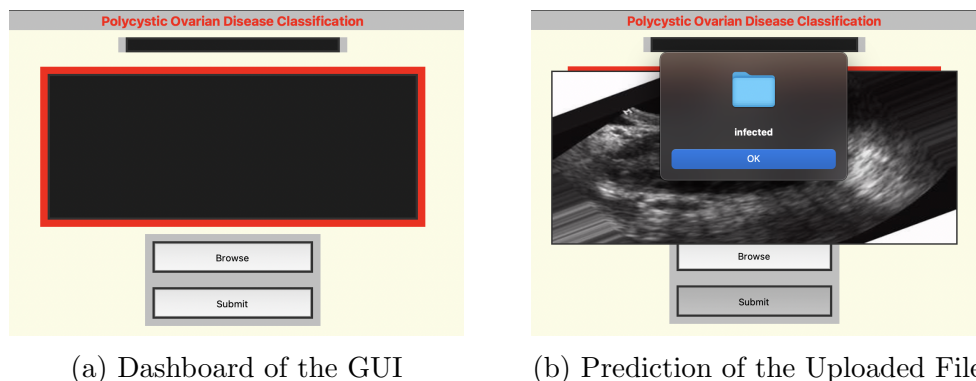 Polycystic Ovarian Disease Classification
Browse
Submit
(a) Dashboard of the GUI
Polycystic Ovarian Disease Classification
infected
OK
Browse
Submit
(b) Prediction of the Uploaded File